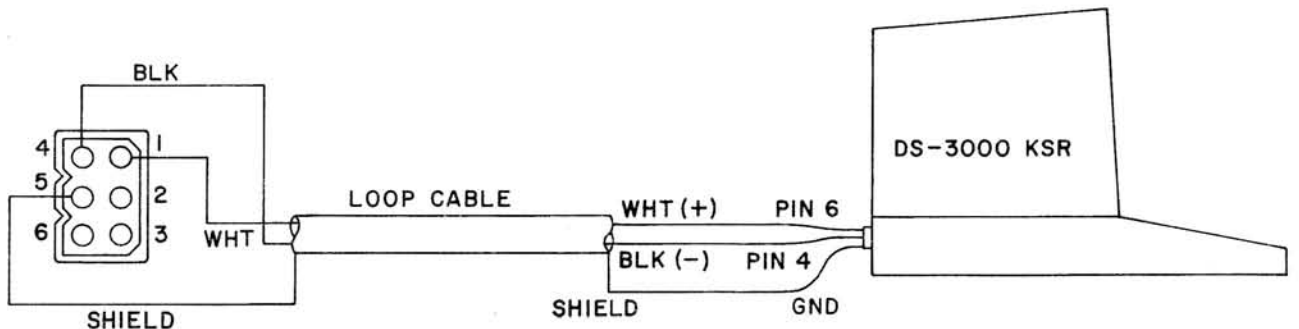 BLK
4
1
5
2
6
3
WHT
SHIELD
LOOP CABLE
WHT (+) PIN 6
BLK (-) PIN 4
SHIELD
GND
DS-3000 KSR